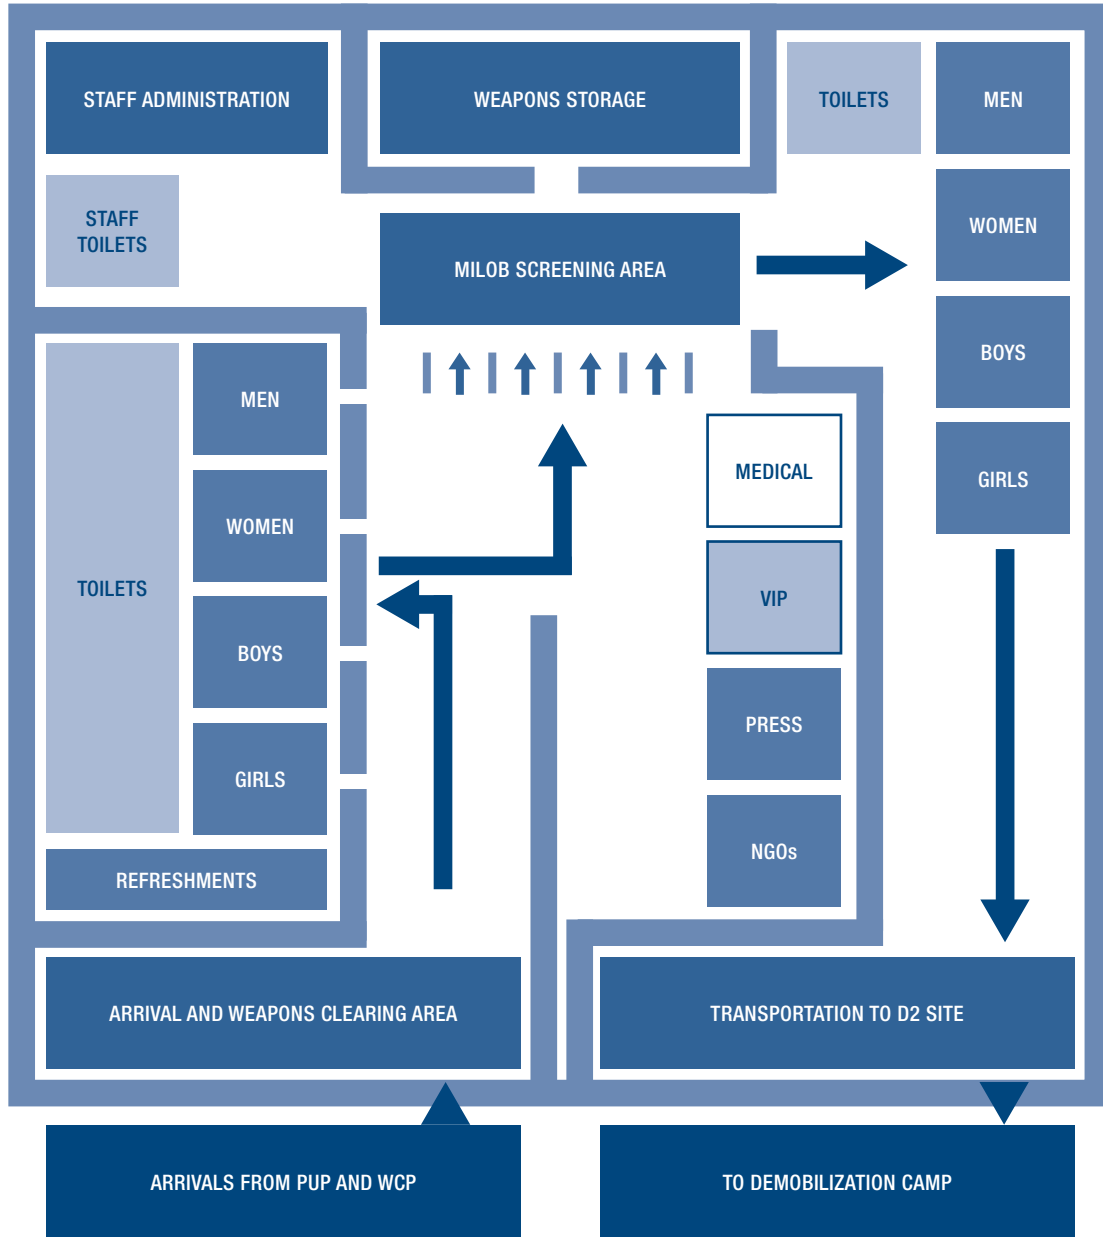 STAFF ADMINISTRATION
WEAPONS STORAGE
TOILETS
MEN
STAFF
TOILETS
MILOB SCREENING AREA
WOMEN
BOYS
GIRLS
TOILETS
MEN
WOMEN
BOYS
GIRLS
REFRESHMENTS
MEDICAL
VIP
PRESS
NGOs
ARRIVAL AND WEAPONS CLEARING AREA
TRANSPORTATION TO D2 SITE
ARRIVALS FROM PUP AND WCP
TO DEMOBILIZATION CAMP